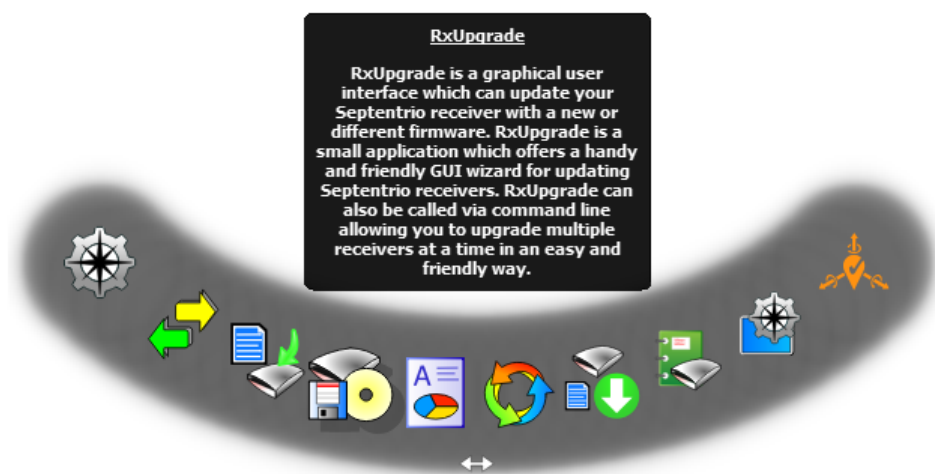 RxUpgrade
RxUpgrade is a graphical user
interface which can update your
Septentrio receiver with a new or
different firmware. RxUpgrade is a
small application which offers a handy
and friendly GUI wizard for updating
Septentrio receivers. RxUpgrade can
also be called via command line
allowing you to upgrade multiple
receivers at a time in an easy and
friendly way.
A